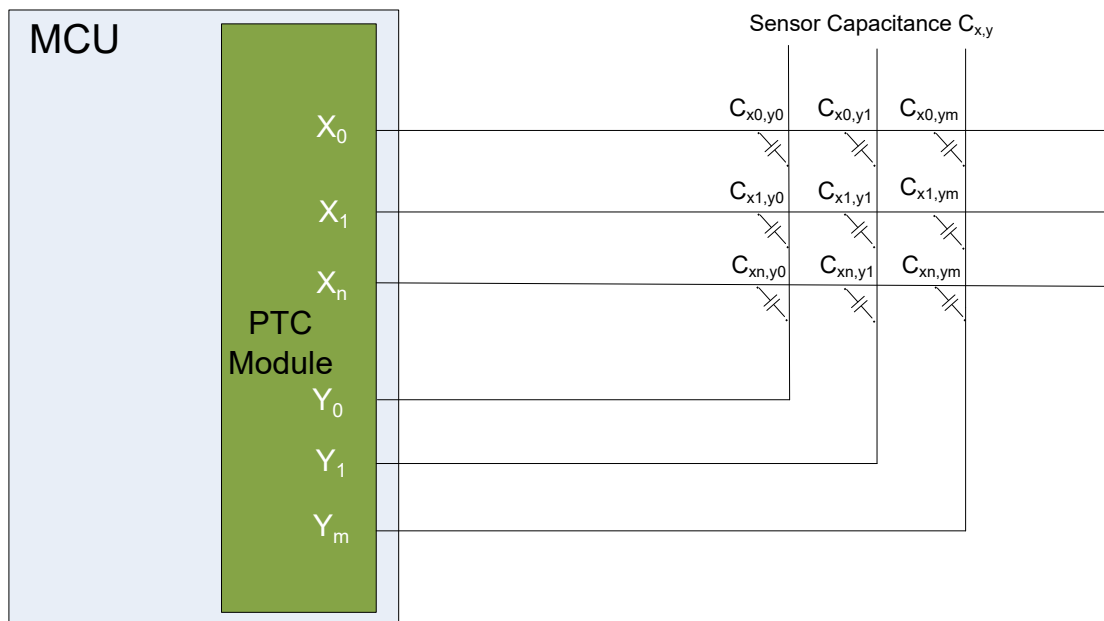 MCU
Sensor Capacitance Cx,y
X0
Cx0,y0 Cx0,y1 Cx0,ym
X1
Cx1,y0 Cx1,y1 Cx1,ym
Xn
Cxn,y0 Cxn,y1 Cxn,ym
PTC
Module
Y0
Y1
Ym